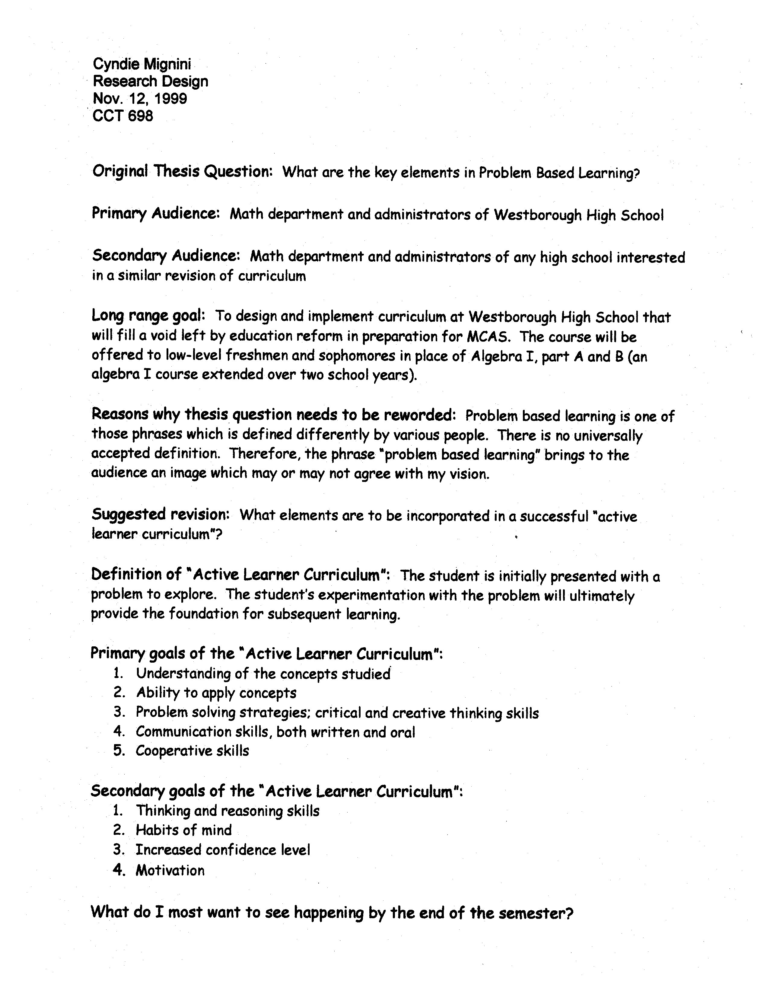 Cyndie Mignini
Research Design
Nov. 12, 1999
CCT 698
Original Thesis Question: What are the key elements in Problem Based Learning?
Primary Audience: Math department and administrators of Westborough High School
Secondary Audience: Math department and administrators of any high school interested
in a similar revision of curriculum
Long range goal: To design and implement curriculum at Westborough High School that
will fill a void left by education reform in preparation for MCAS. The course will be
offered to low-level freshmen and sophomores in place of Algebra I, part A and B (an
algebra I course extended over two school years).
Reasons why thesis question needs to be reworded: Problem based learning is one of
those phrases which is defined differently by various people. There is no universally
accepted definition. Therefore, the phrase "problem based learning" brings to the
audience an image which may or may not agree with my vision.
Suggested revision: What elements are to be incorporated in a successful "active
learner curriculum"?
Definition of "Active Learner Curriculum": The student is initially presented with a
problem to explore. The student's experimentation with the problem will ultimately
provide the foundation for subsequent learning.
Primary goals of the "Active Learner Curriculum":
1. Understanding of the concepts studied
2. Ability to apply concepts
3. Problem solving strategies; critical and creative thinking skills
4. Communication skills, both written and oral
5. Cooperative skills
Secondary goals of the "Active Learner Curriculum":
1. Thinking and reasoning skills
2. Habits of mind
3. Increased confidence level
4. Motivation
What do I most want to see happening by the end of the semester?